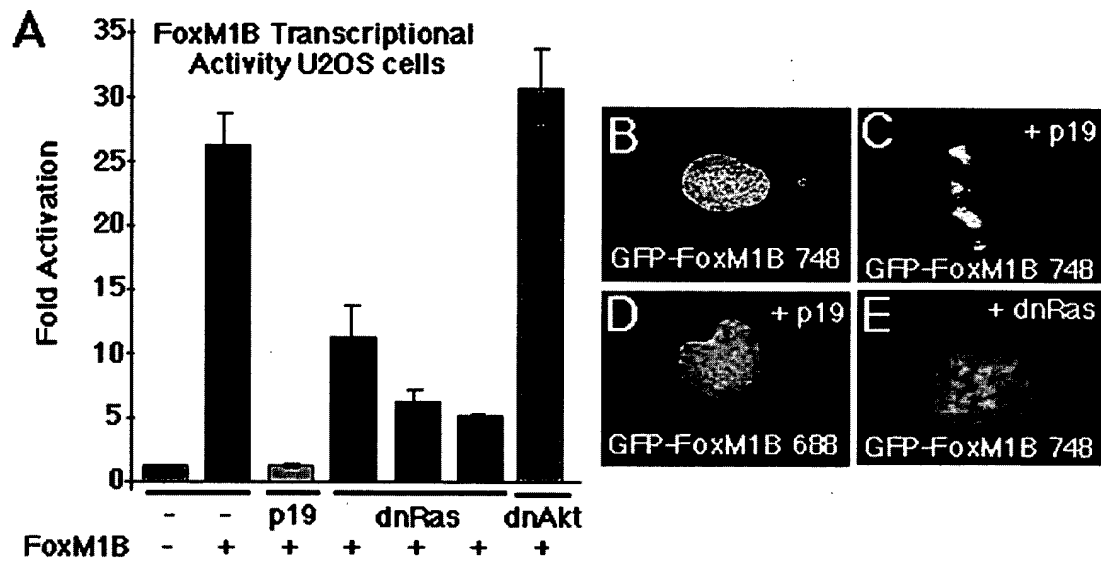 A
FoxM1B Transcriptional
Activity U2OS cells
Fold Activation
35
30
25
20
15
10
5
0
- - p19 dnRas dnAkt
FoxM1B - + + + + + +
B
GFP-FoxM1B 748
C + p19
GFP-FoxM1B 748
D + p19
GFP-FoxM1B 688
E + dnRas
GFP-FoxM1B 748